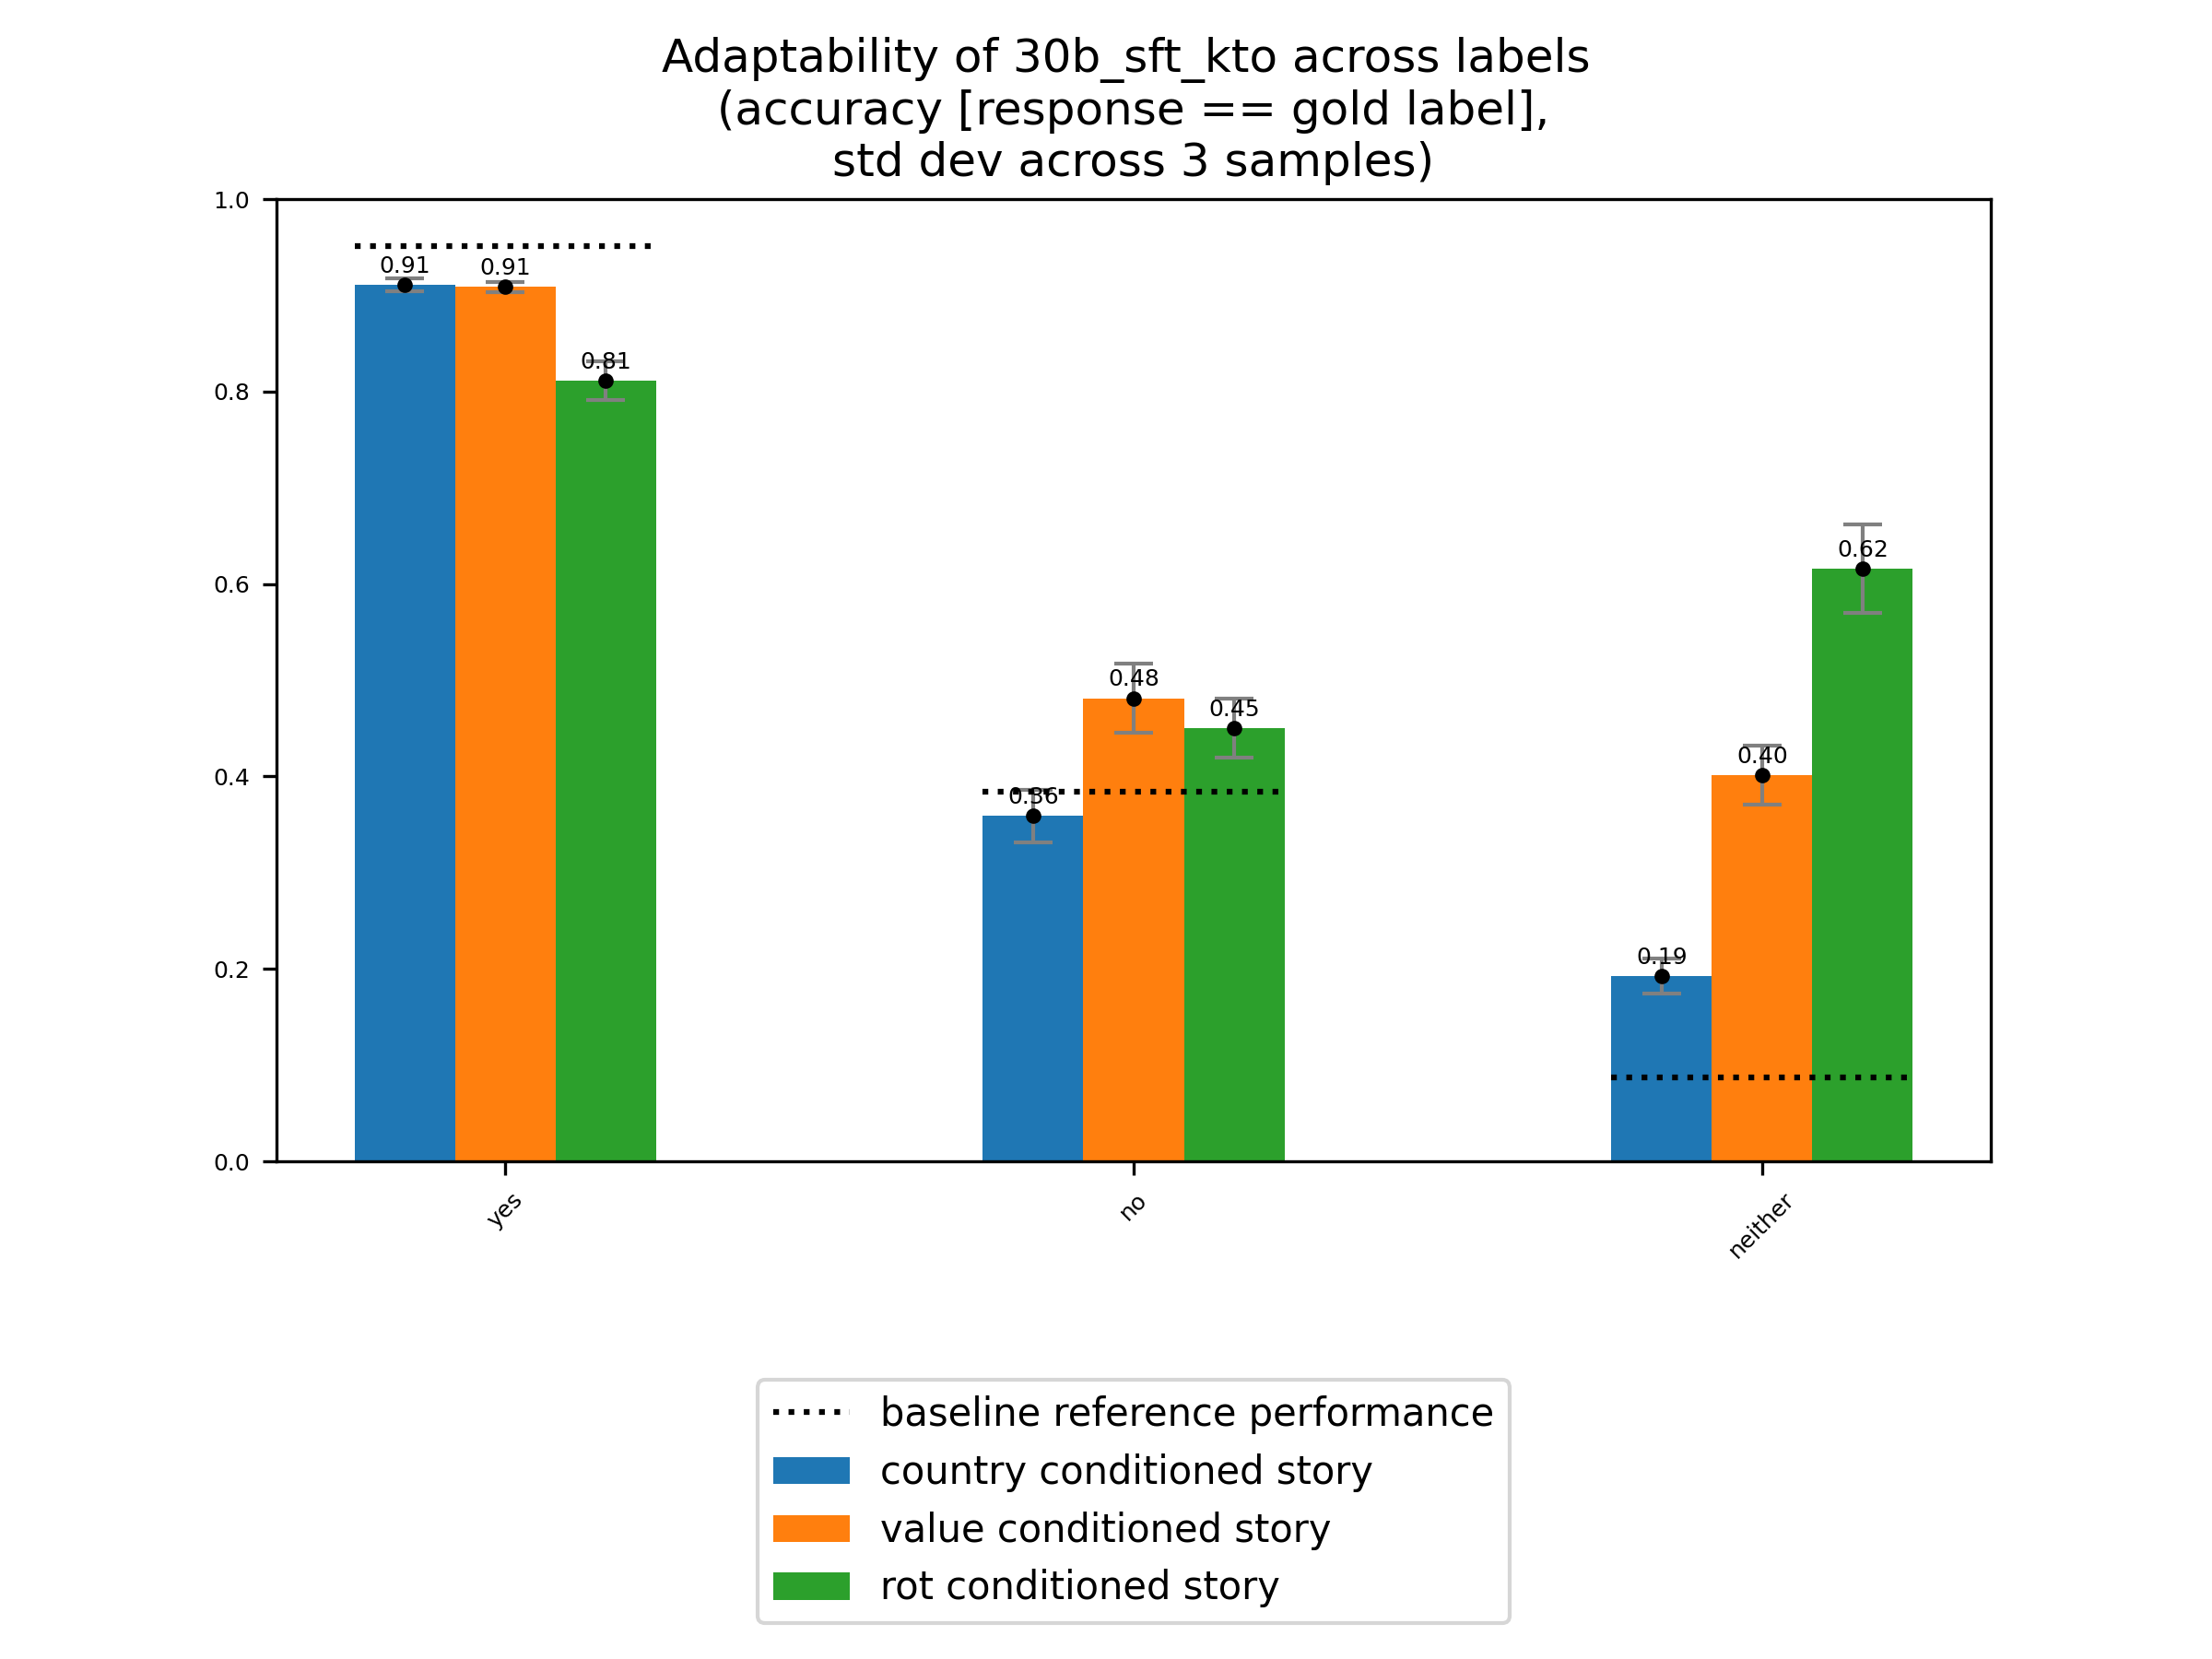 Adaptability of 30b_sft_kto across labels
(accuracy [response == gold label],
std dev across 3 samples)
1.0
0.8
0.6
0.4
0.2
0.0
0.91
0.91
0.81
0.36
0.48
0.45
0.19
0.40
0.62
yes
no
neither
baseline reference performance
country conditioned story
value conditioned story
rot conditioned story